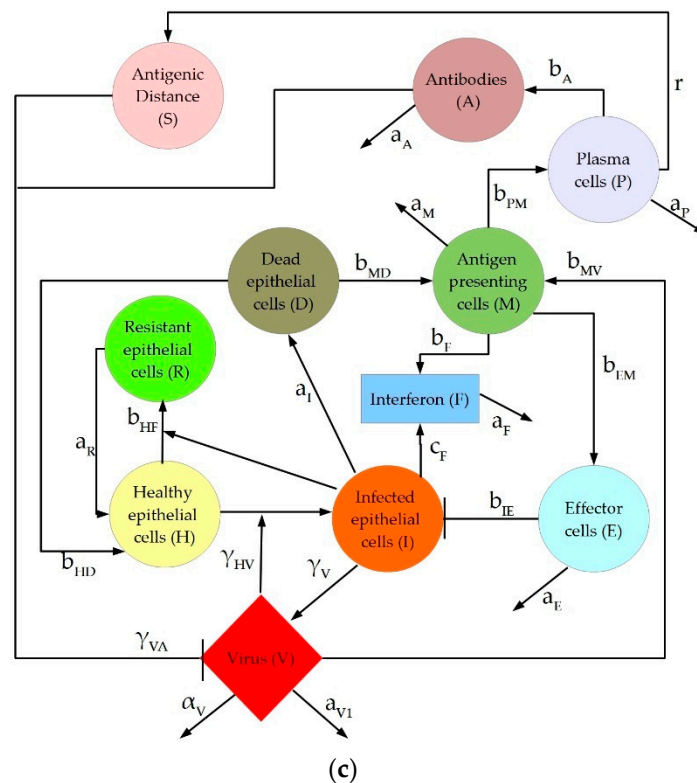 Antigenic
Distance
(S)
Antibodies
(A)
b_A
r
a_A
Plasma
cells (P)
a_P
b_PM
a_M
Dead
epithelial
cells (D)
b_MD
Antigen
presenting
cells (M)
b_MV
Resistant
epithelial
cells (R)
b_F
b_EM
a_I
Interferon (F)
a_F
b_HF
a_R
c_F
Healthy
epithelial
cells (H)
Infected
epithelial
cells (I)
b_IE
Effector
cells (E)
b_HD
γ_HV
γ_V
a_E
γ_VA
Virus (V)
α_V
a_V1
(c)